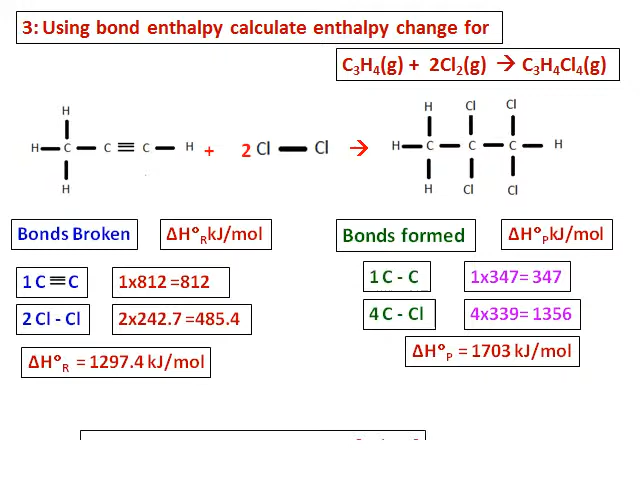 3: Using bond enthalpy calculate enthalpy change for
C₃H₄(g) + 2Cl₂(g) → C₃H₄Cl₄(g)
H H Cl Cl
H C C ≡ C H + 2 Cl — Cl → H C C C H
H H Cl Cl
Bonds Broken ΔH°ᵣkJ/mol Bonds formed ΔH°ₚkJ/mol
1 C ≡ C 1x812 =812 1 C - C 1x347= 347
2 Cl - Cl 2x242.7 =485.4 4 C - Cl 4x339= 1356
ΔH°ᵣ = 1297.4 kJ/mol ΔH°ₚ = 1703 kJ/mol